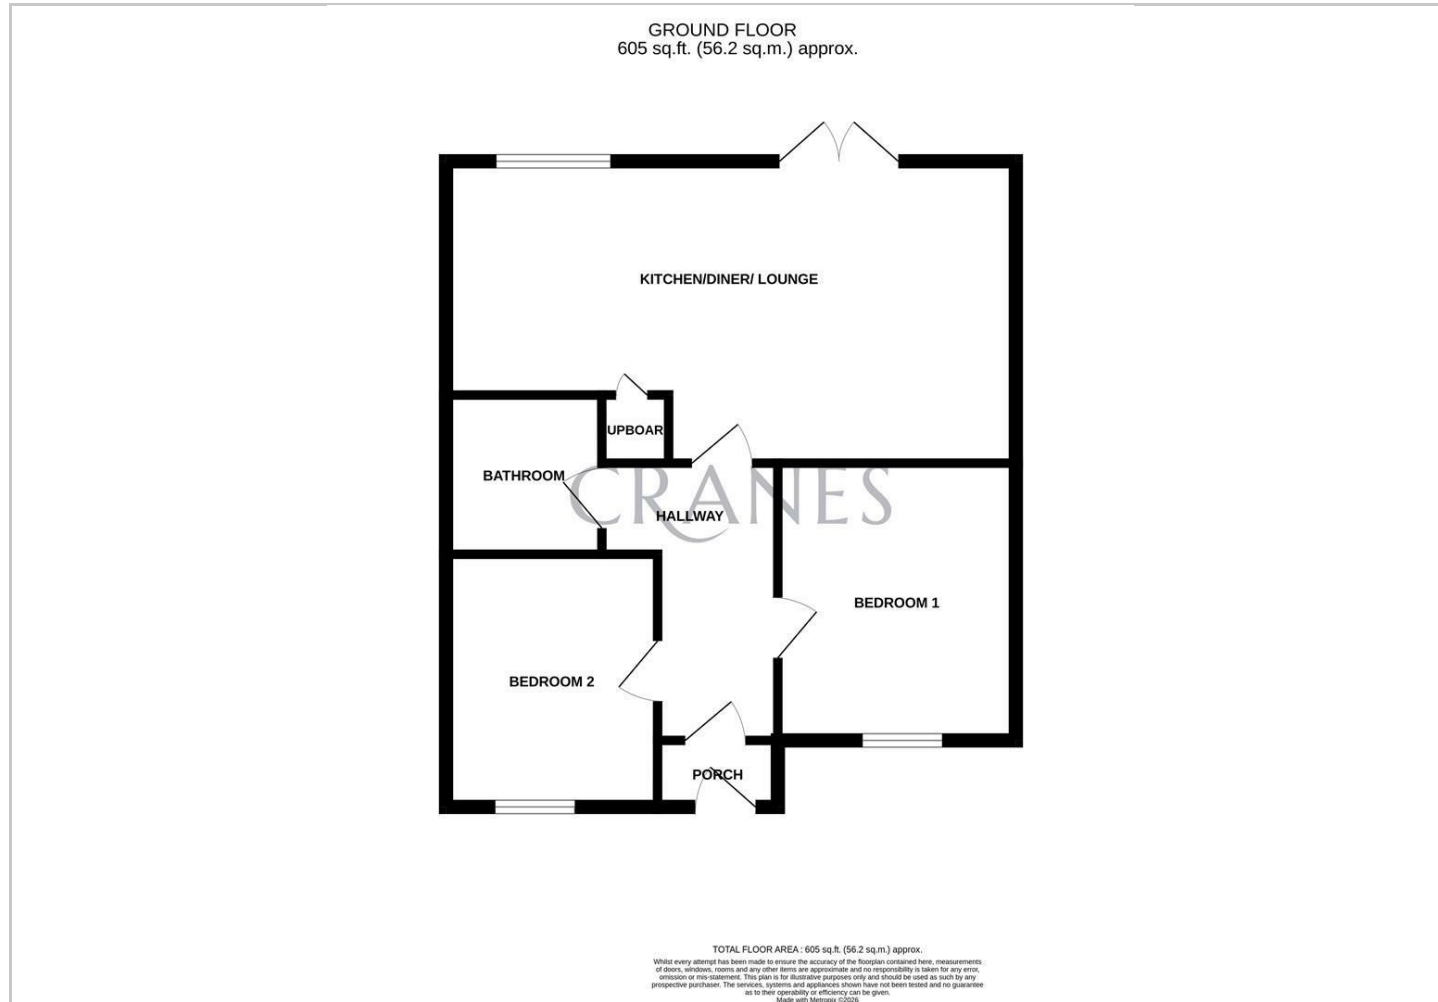 GROUND FLOOR
605 sq.ft. (56.2 sq.m.) approx.
KITCHEN/DINER/ LOUNGE
UPBOAR
BATHROOM
CRANES
HALLWAY
BEDROOM 1
BEDROOM 2
PORCH
TOTAL FLOOR AREA : 605 sq.ft. (56.2 sq.m.) approx.
Whilst every attempt has been made to ensure the accuracy of the floorplan contained here, measurements
of doors, windows, rooms and any other items are approximate and no responsibility is taken for any error,
omission or mis-statement. This plan is for illustrative purposes only and should be used as such by any
prospective purchaser. The services, systems and appliances shown have not been tested and no guarantee
as to their operability or efficiency can be given.
Made with Metropix ©2026